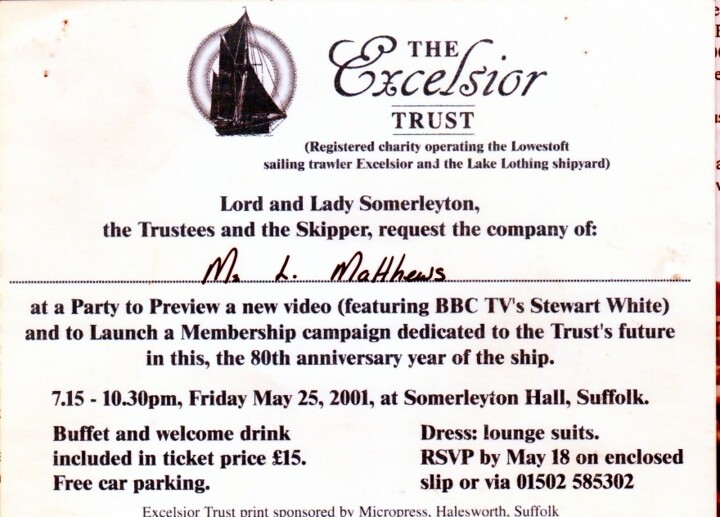 THE
Excelsior
TRUST
(Registered charity operating the Lowestoft
sailing trawler Excelsior and the Lake Lothing shipyard)
Lord and Lady Somerleyton,
the Trustees and the Skipper, request the company of:
Ms L. Matthews
at a Party to Preview a new video (featuring BBC TV's Stewart White)
and to Launch a Membership campaign dedicated to the Trust's future
in this, the 80th anniversary year of the ship.
7.15 - 10.30pm, Friday May 25, 2001, at Somerleyton Hall, Suffolk.
Buffet and welcome drink
included in ticket price £15.
Free car parking.
Dress: lounge suits.
RSVP by May 18 on enclosed
slip or via 01502 585302
Excelsior Trust print sponsored by Micropress, Halesworth, Suffolk